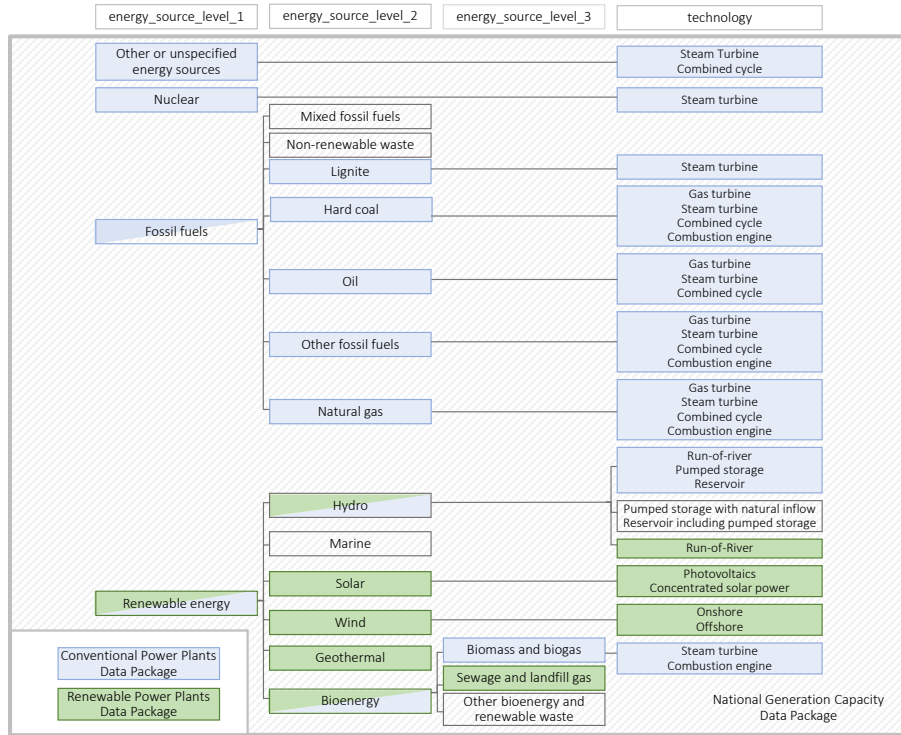 energy_source_level_1
energy_source_level_2
energy_source_level_3
technology
Other or unspecified
energy sources
Steam Turbine
Combined cycle
Nuclear
Steam turbine
Mixed fossil fuels
Non-renewable waste
Lignite
Steam turbine
Fossil fuels
Hard coal
Gas turbine
Steam turbine
Combined cycle
Combustion engine
Oil
Gas turbine
Steam turbine
Combined cycle
Other fossil fuels
Gas turbine
Steam turbine
Combined cycle
Combustion engine
Natural gas
Gas turbine
Steam turbine
Combined cycle
Combustion engine
Renewable energy
Hydro
Run-of-river
Pumped storage
Reservoir
Pumped storage with natural inflow
Reservoir including pumped storage
Run-of-River
Marine
Solar
Photovoltaics
Concentrated solar power
Wind
Onshore
Offshore
Geothermal
Bioenergy
Biomass and biogas
Steam turbine
Combustion engine
Sewage and landfill gas
Other bioenergy and
renewable waste
Conventional Power Plants
Data Package
Renewable Power Plants
Data Package
National Generation Capacity
Data Package